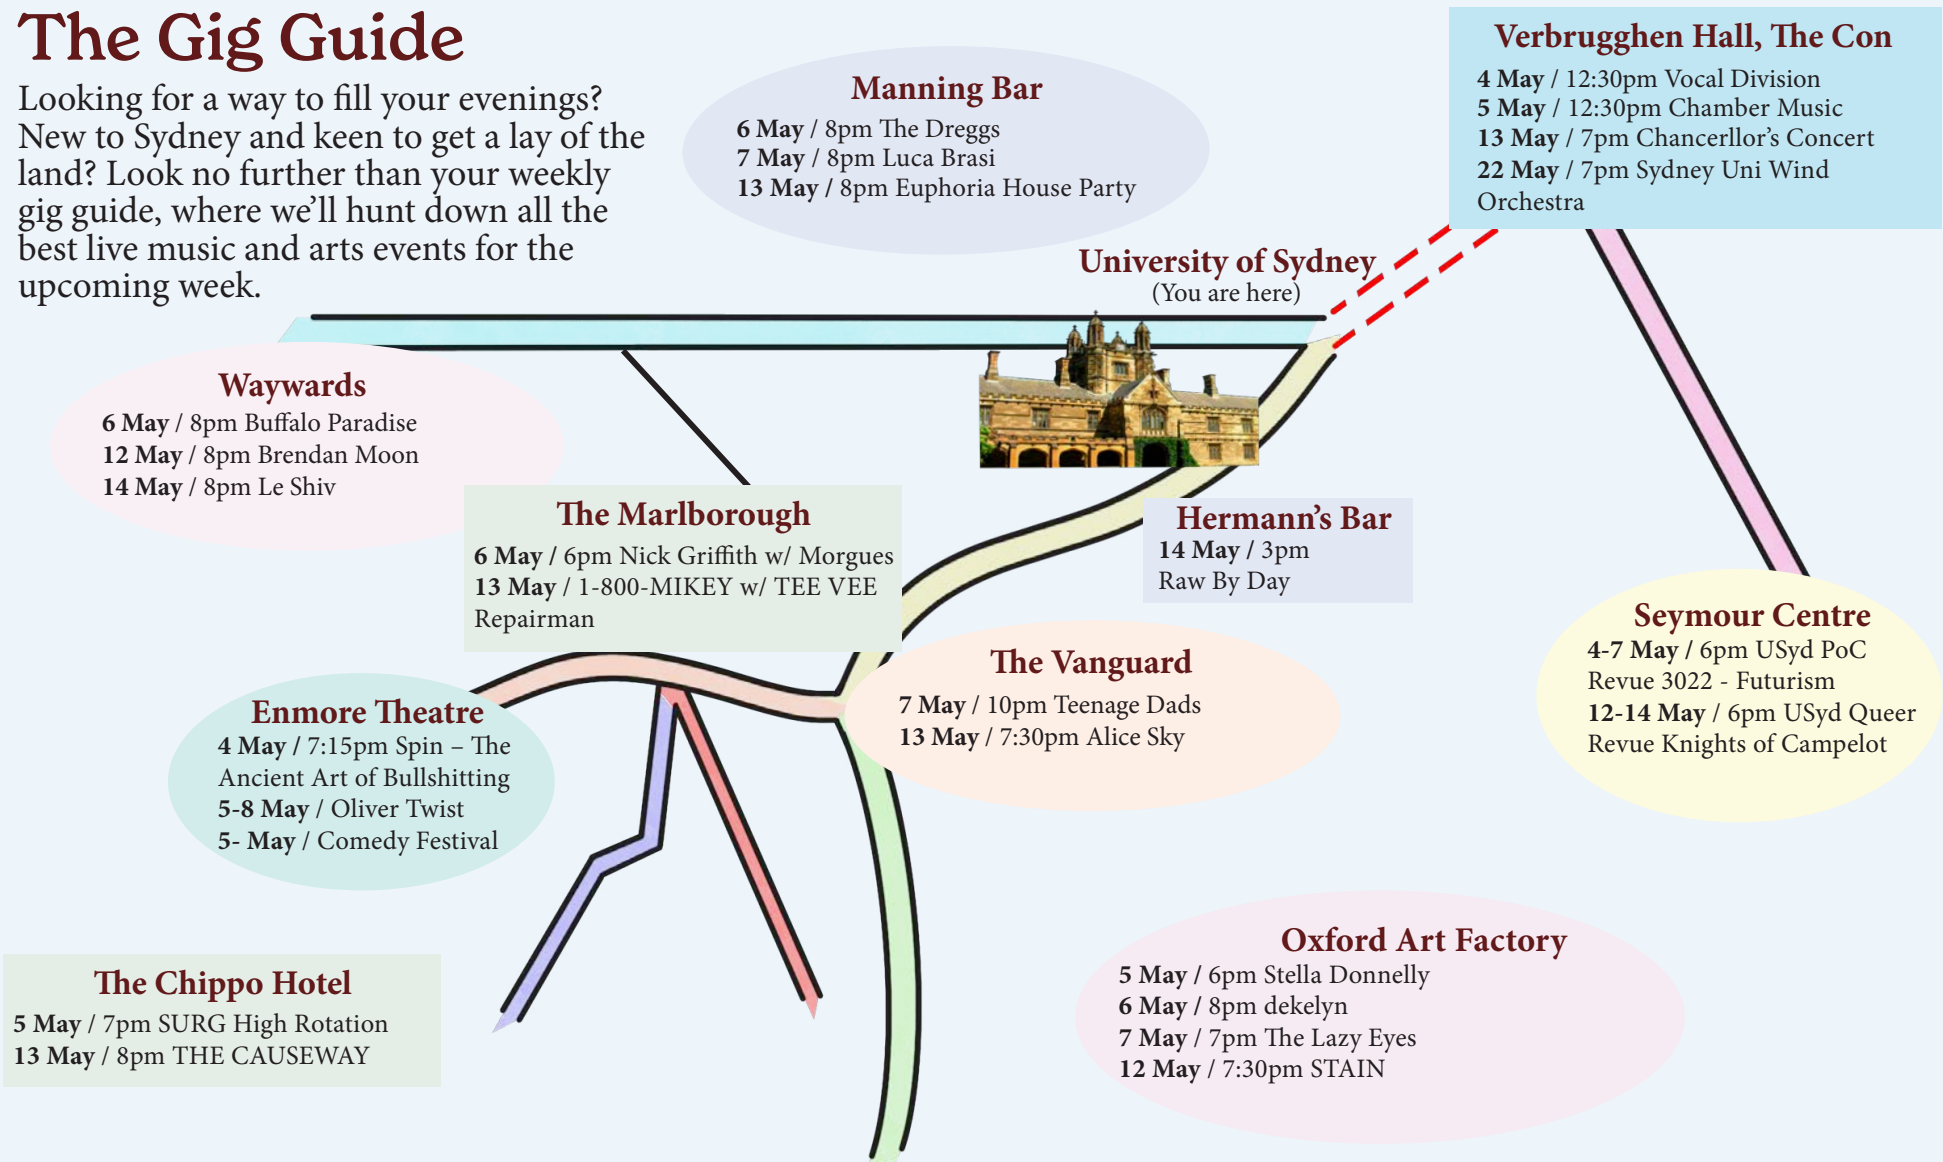 The Gig Guide
Looking for a way to fill your evenings?
New to Sydney and keen to get a lay of the
land? Look no further than your weekly
gig guide, where we'll hunt down all the
best live music and arts events for the
upcoming week.
Manning Bar
6 May / 8pm The Dreggs
7 May / 8pm Luca Brasi
13 May / 8pm Euphoria House Party
Verbrugghen Hall, The Con
4 May / 12:30pm Vocal Division
5 May / 12:30pm Chamber Music
13 May / 7pm Chancerllor's Concert
22 May / 7pm Sydney Uni Wind
Orchestra
University of Sydney
(You are here)
Waywards
6 May / 8pm Buffalo Paradise
12 May / 8pm Brendan Moon
14 May / 8pm Le Shiv
The Marlborough
6 May / 6pm Nick Griffith w/ Morgues
13 May / 1-800-MIKEY w/ TEE VEE
Repairman
Hermann's Bar
14 May / 3pm
Raw By Day
The Vanguard
7 May / 10pm Teenage Dads
13 May / 7:30pm Alice Sky
Seymour Centre
4-7 May / 6pm USyd PoC
Revue 3022 - Futurism
12-14 May / 6pm USyd Queer
Revue Knights of Campelot
Enmore Theatre
4 May / 7:15pm Spin – The
Ancient Art of Bullshitting
5-8 May / Oliver Twist
5- May / Comedy Festival
The Chippo Hotel
5 May / 7pm SURG High Rotation
13 May / 8pm THE CAUSEWAY
Oxford Art Factory
5 May / 6pm Stella Donnelly
6 May / 8pm dekelyn
7 May / 7pm The Lazy Eyes
12 May / 7:30pm STAIN